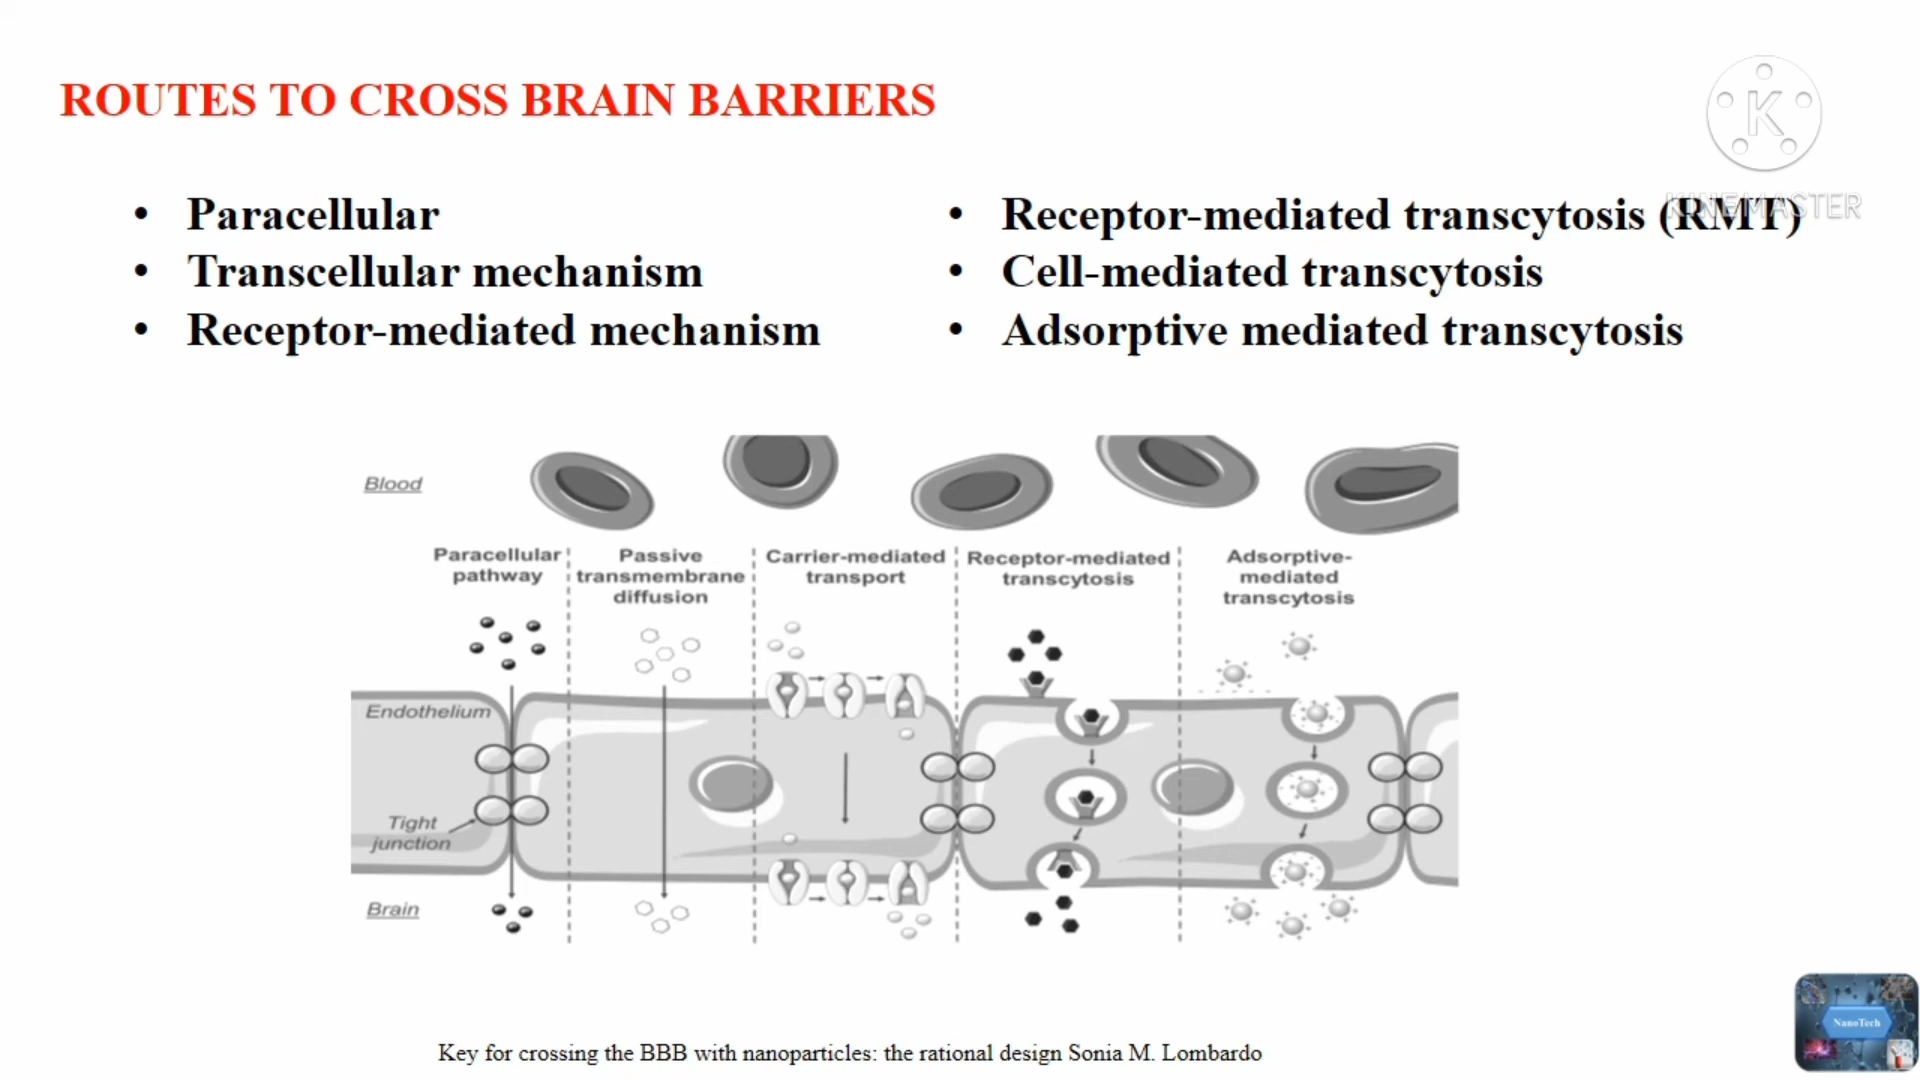 ROUTES TO CROSS BRAIN BARRIERS
K
KINEMASTER
• Paracellular
• Transcellular mechanism
• Receptor-mediated mechanism
• Receptor-mediated transcytosis (RMT)
• Cell-mediated transcytosis
• Adsorptive mediated transcytosis
Blood
Paracellular
pathway
Passive
transmembrane
diffusion
Carrier-mediated
transport
Receptor-mediated
transcytosis
Adsorptive-
mediated
transcytosis
Endothelium
Tight
junction
Brain
Key for crossing the BBB with nanoparticles: the rational design Sonia M. Lombardo
NanoTech